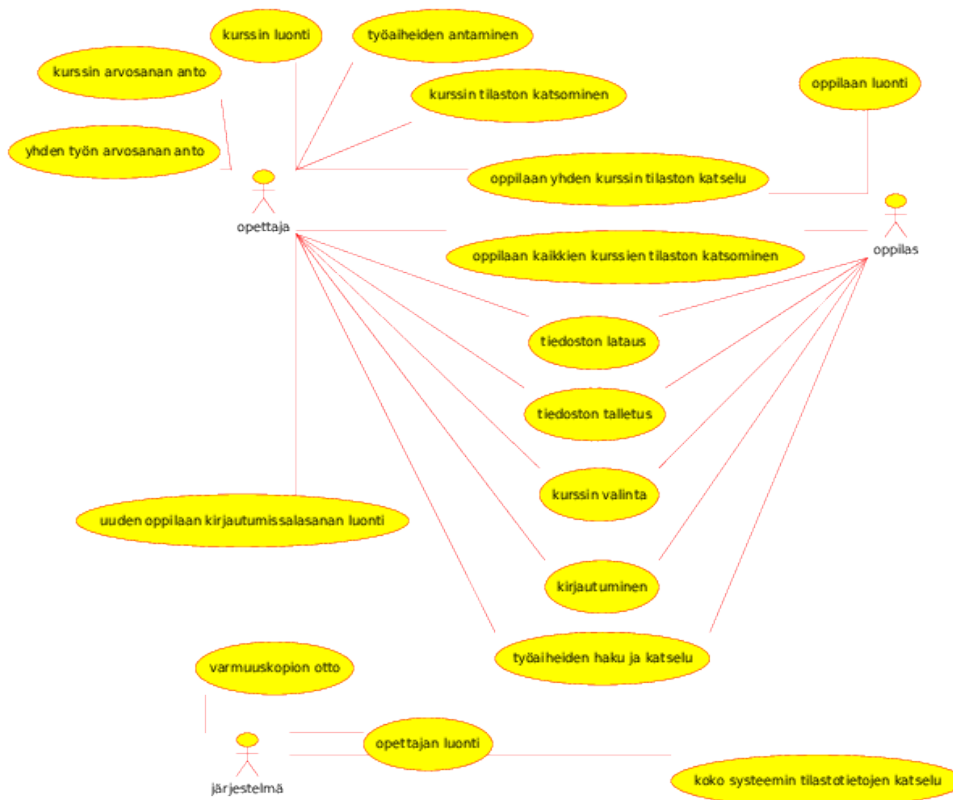 kurssin luonti
työaiheiden antaminen
kurssin arvosanan anto
kurssin tilaston katsominen
oppilaan luonti
yhden työn arvosanan anto
oppilaan yhden kurssin tilaston katselu
opettaja
oppilas
oppilaan kaikkien kurssien tilaston katsominen
tiedoston lataus
tiedoston talletus
kurssin valinta
uuden oppilaan kirjautumissalasanan luonti
kirjautuminen
työaiheiden haku ja katselu
varmuuskopion otto
opettajan luonti
järjestelmä
koko systeemin tilastotietojen katselu